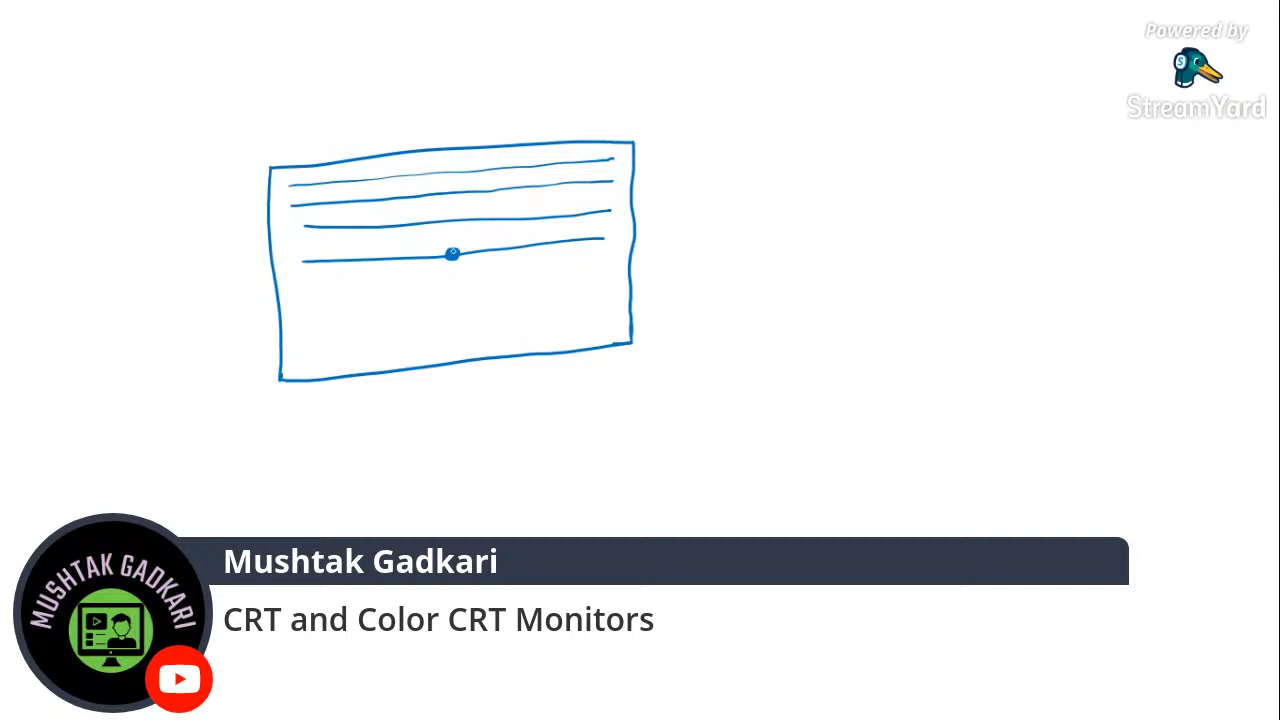 Powered by
StreamYard
Mushtak Gadkari
CRT and Color CRT Monitors
MUSHTAK GADKARI